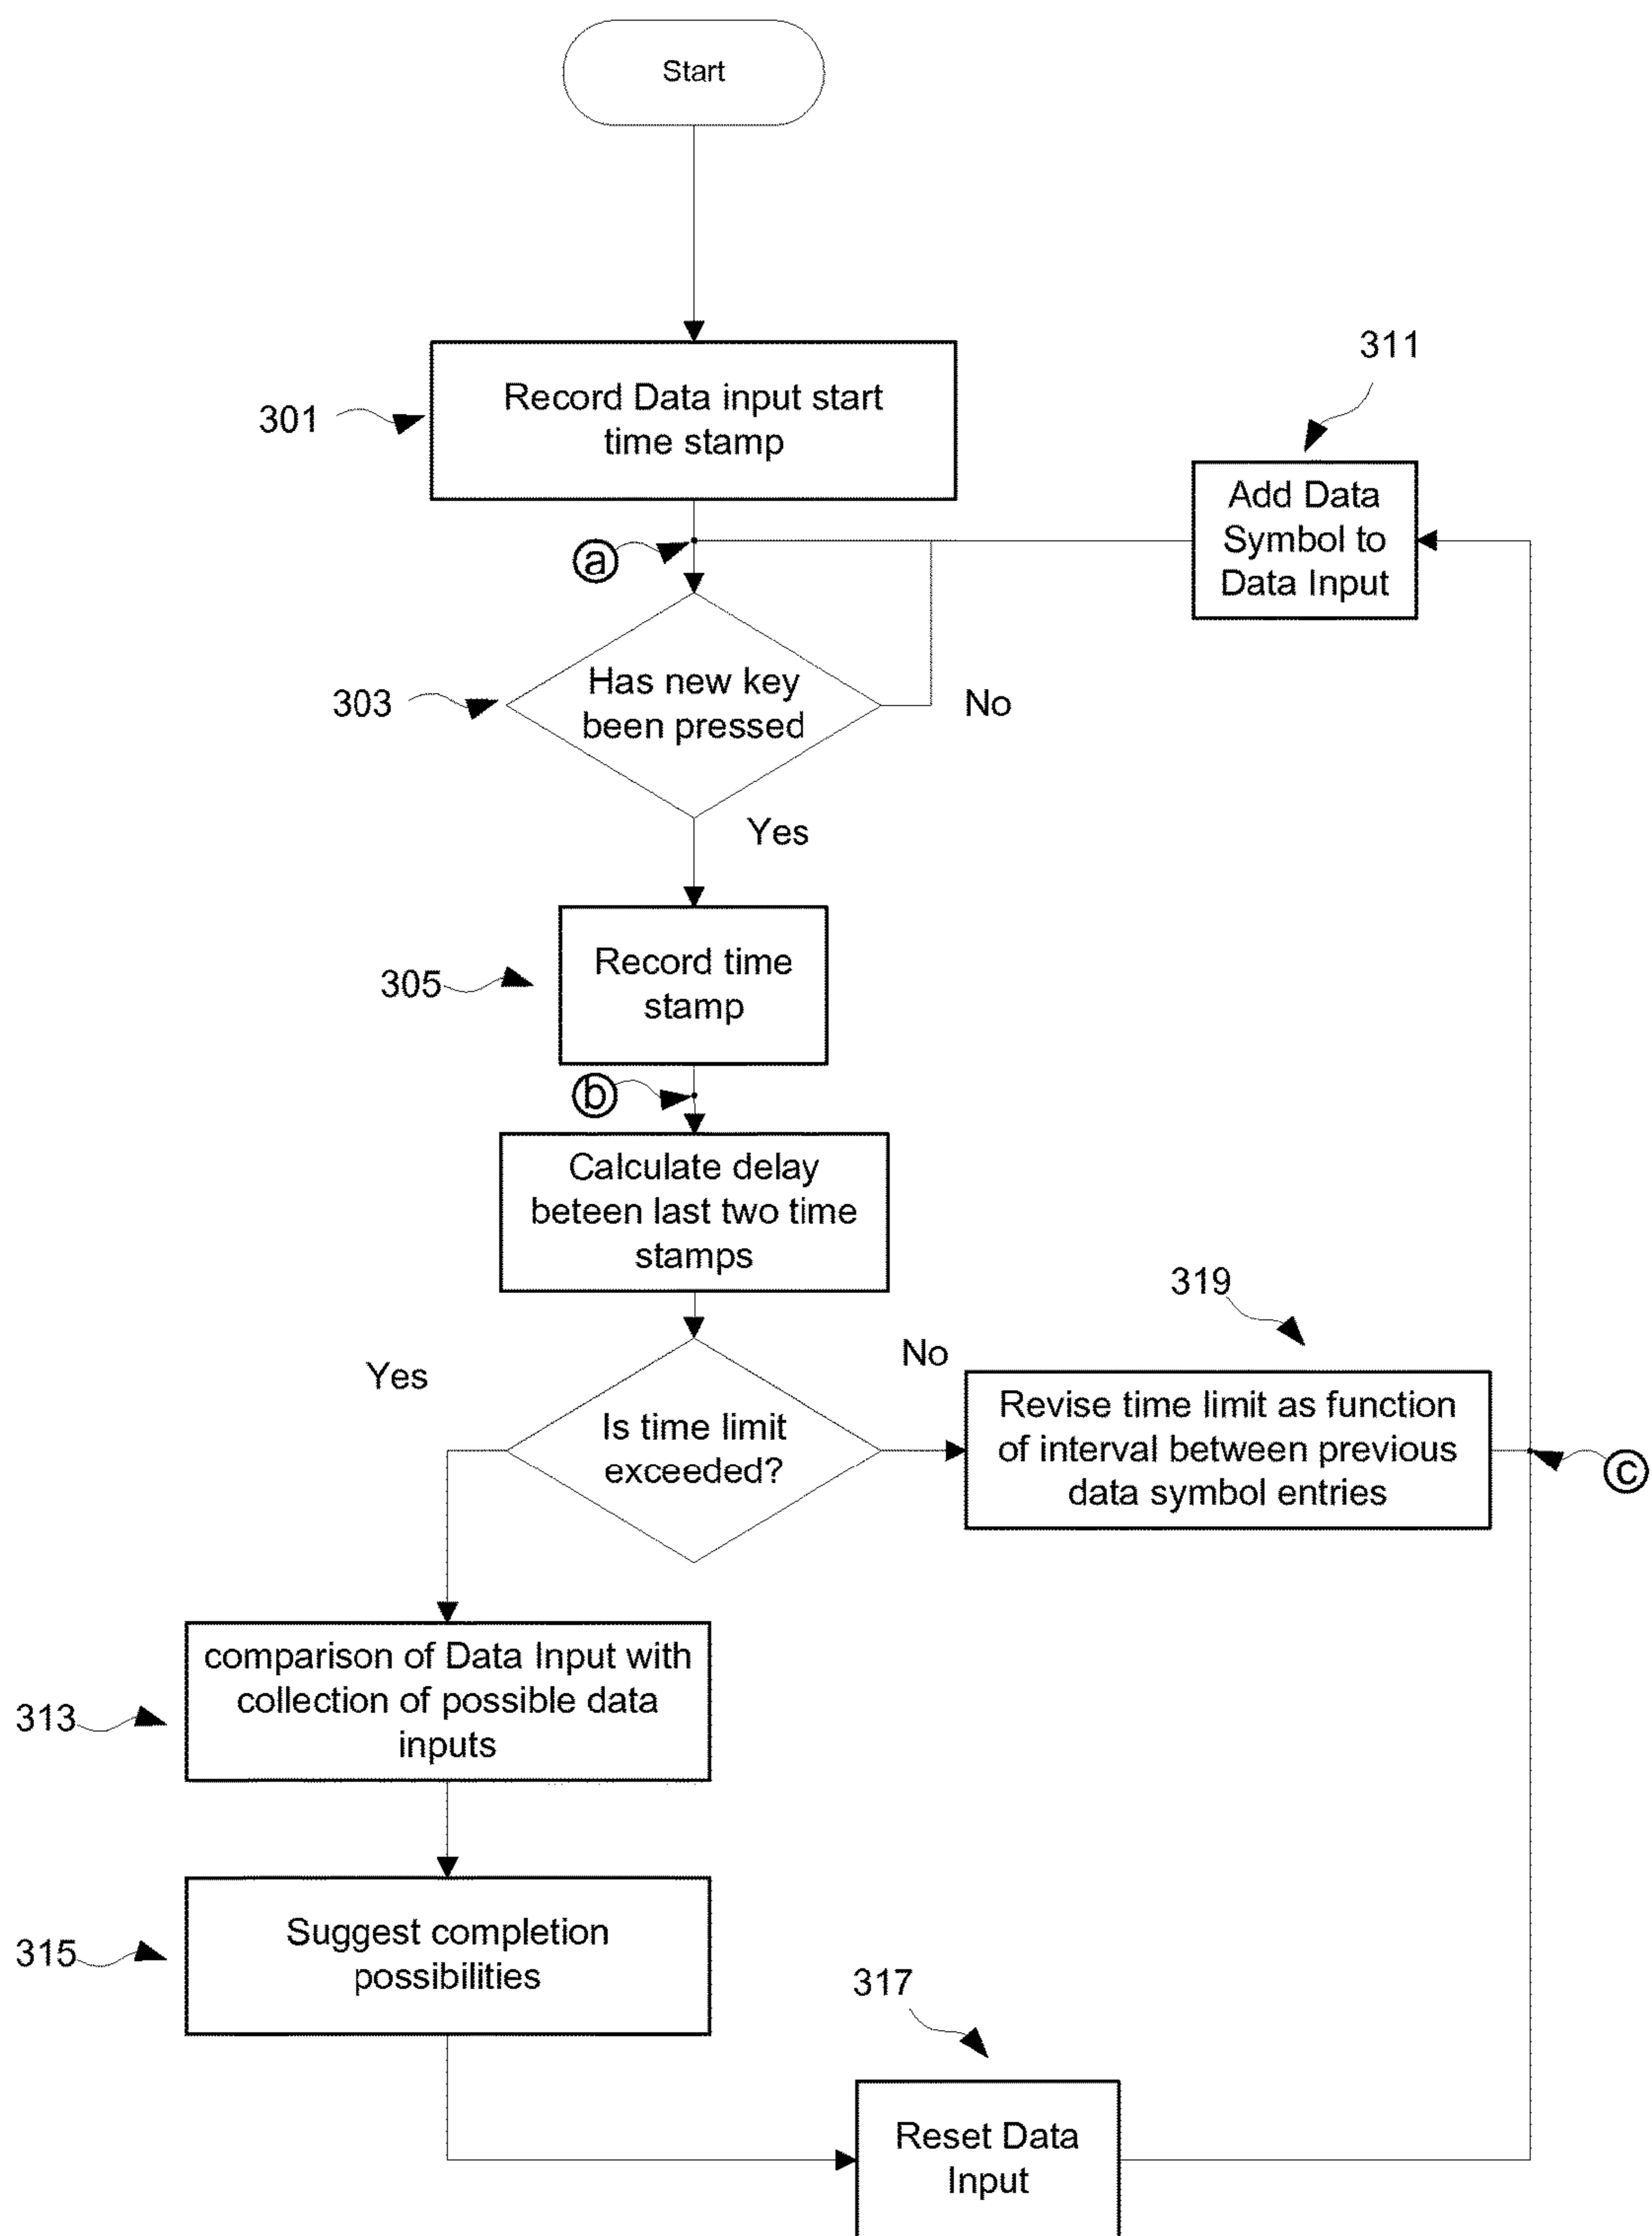 Start
301
Record Data input start
time stamp
311
Add Data
Symbol to
Data Input
a
303
Has new key
been pressed
No
Yes
305
Record time
stamp
b
Calculate delay
beteen last two time
stamps
319
Yes
No
Is time limit
exceeded?
Revise time limit as function
of interval between previous
data symbol entries
c
313
comparison of Data Input with
collection of possible data
inputs
315
Suggest completion
possibilities
317
Reset Data
Input